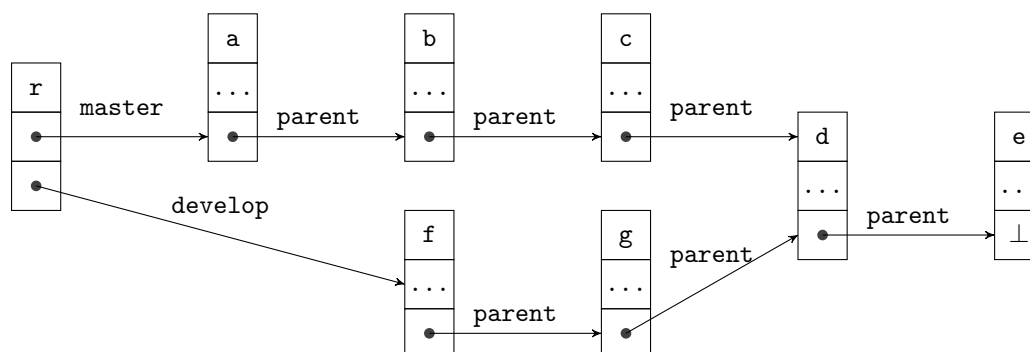 a b c
r ... ... ...
master parent parent parent d e
... ...
develop parent ⊥
f g parent
... ...
parent